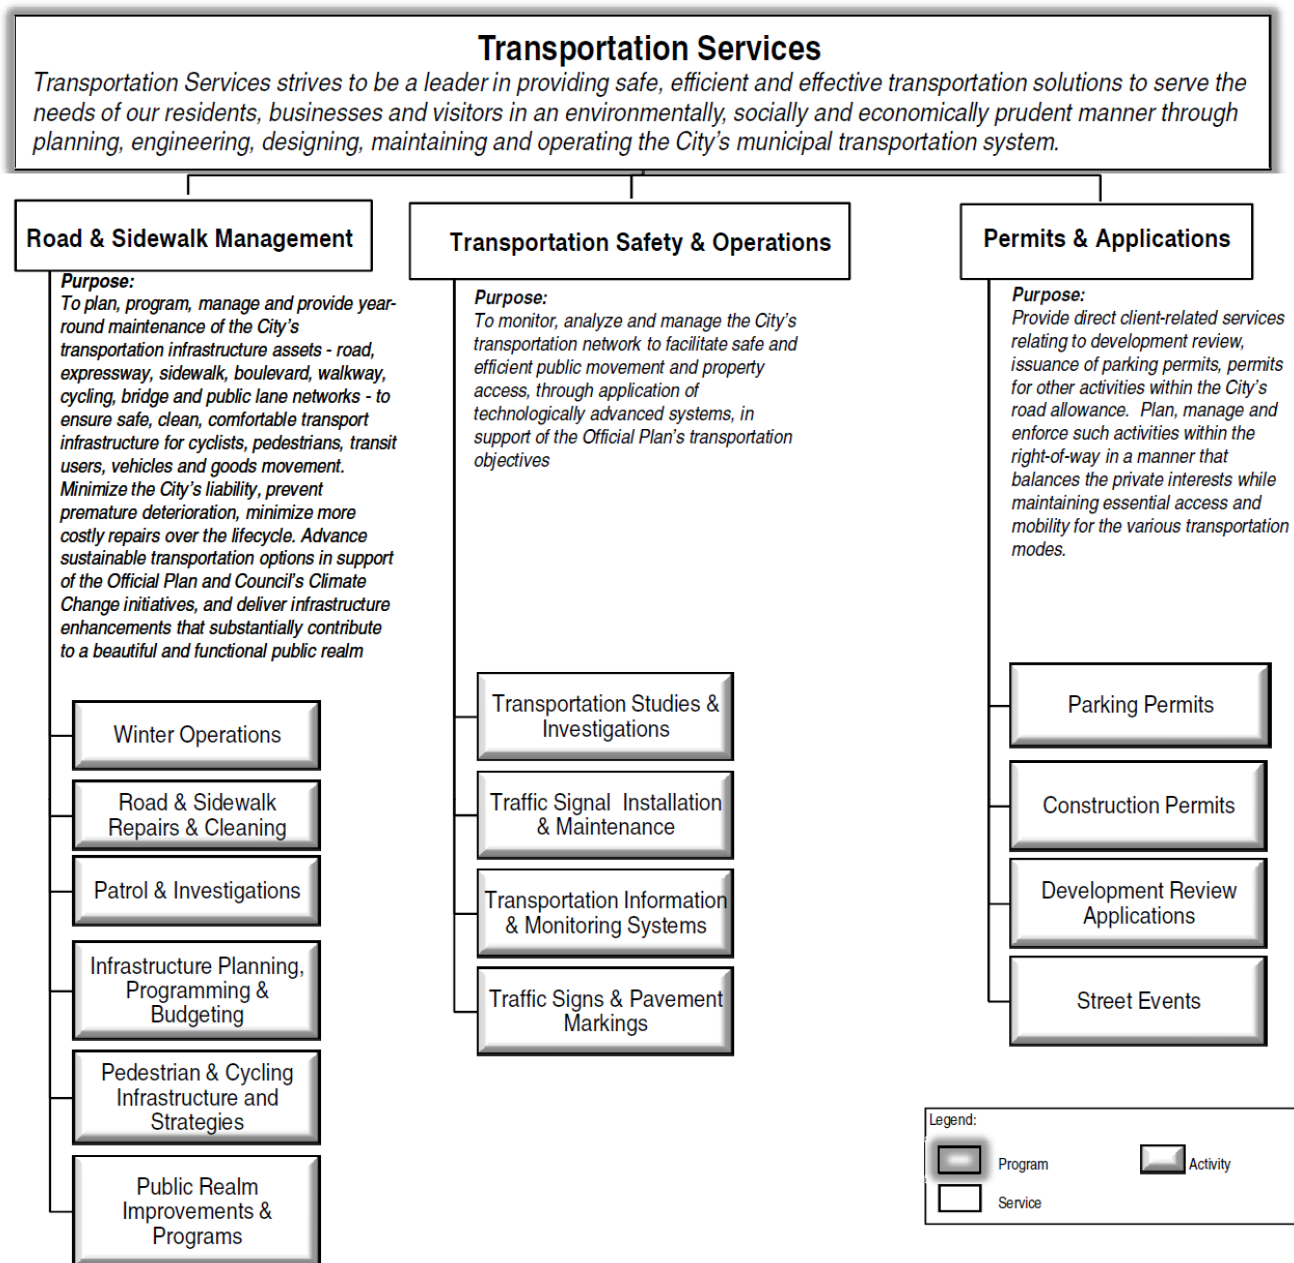 Transportation Services
Transportation Services strives to be a leader in providing safe, efficient and effective transportation solutions to serve the
needs of our residents, businesses and visitors in an environmentally, socially and economically prudent manner through
planning, engineering, designing, maintaining and operating the City's municipal transportation system.
Road & Sidewalk Management
Purpose:
To plan, program, manage and provide year-
round maintenance of the City's
transportation infrastructure assets - road,
expressway, sidewalk, boulevard, walkway,
cycling, bridge and public lane networks - to
ensure safe, clean, comfortable transport
infrastructure for cyclists, pedestrians, transit
users, vehicles and goods movement.
Minimize the City's liability, prevent
premature deterioration, minimize more
costly repairs over the lifecycle. Advance
sustainable transportation options in support
of the Official Plan and Council's Climate
Change initiatives, and deliver infrastructure
enhancements that substantially contribute
to a beautiful and functional public realm
Winter Operations
Road & Sidewalk
Repairs & Cleaning
Patrol & Investigations
Infrastructure Planning,
Programming &
Budgeting
Pedestrian & Cycling
Infrastructure and
Strategies
Public Realm
Improvements &
Programs
Transportation Safety & Operations
Purpose:
To monitor, analyze and manage the City's
transportation network to facilitate safe and
efficient public movement and property
access, through application of
technologically advanced systems, in
support of the Official Plan's transportation
objectives
Transportation Studies &
Investigations
Traffic Signal Installation
& Maintenance
Transportation Information
& Monitoring Systems
Traffic Signs & Pavement
Markings
Permits & Applications
Purpose:
Provide direct client-related services
relating to development review,
issuance of parking permits, permits
for other activities within the City's
road allowance. Plan, manage and
enforce such activities within the
right-of-way in a manner that
balances the private interests while
maintaining essential access and
mobility for the various transportation
modes.
Parking Permits
Construction Permits
Development Review
Applications
Street Events
Legend:
Program
Activity
Service